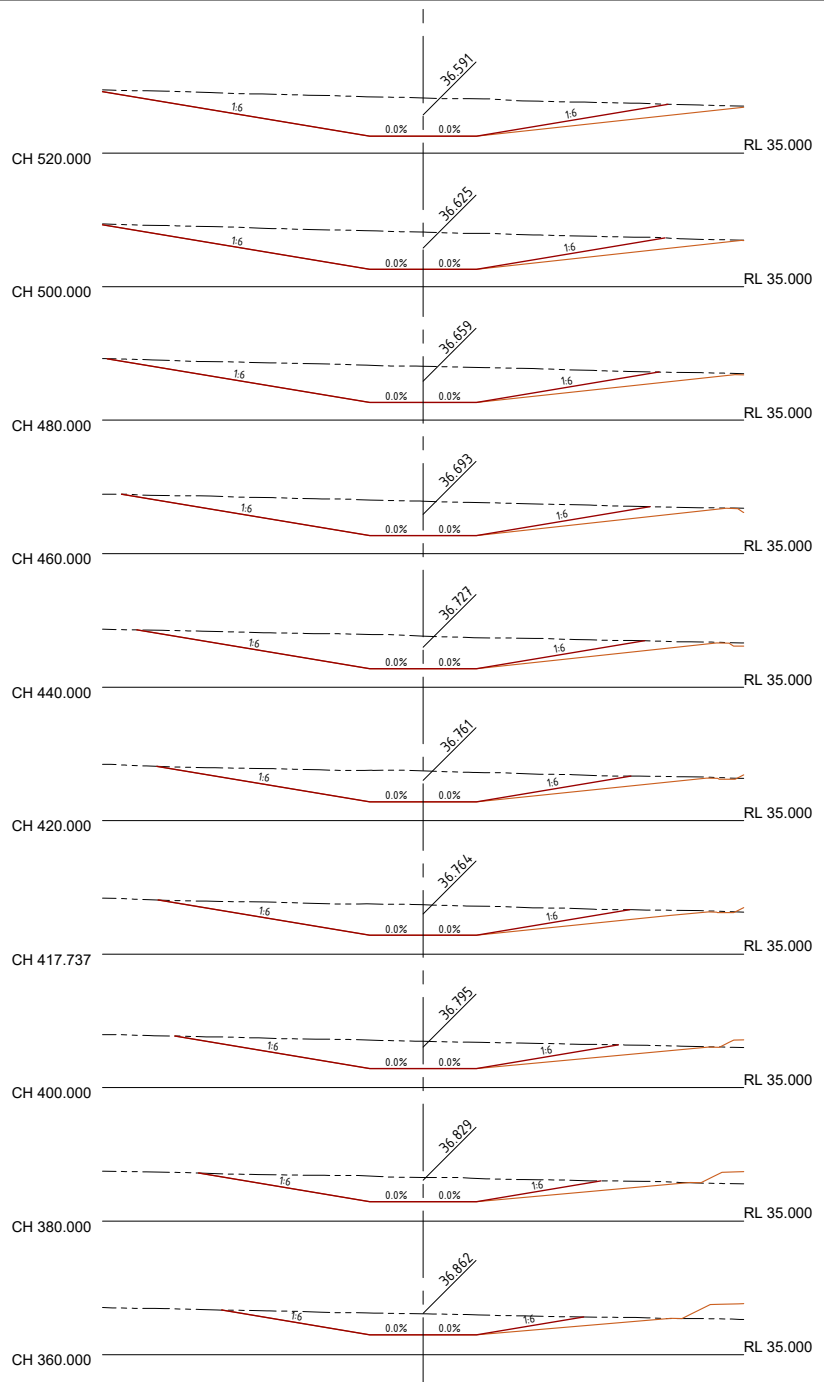 36.591
1:6
0.0% 0.0%
1:6
CH 520.000
RL 35.000
36.625
1:6
0.0% 0.0%
1:6
CH 500.000
RL 35.000
36.659
1:6
0.0% 0.0%
1:6
CH 480.000
RL 35.000
36.693
1:6
0.0% 0.0%
1:6
CH 460.000
RL 35.000
36.727
1:6
0.0% 0.0%
1:6
CH 440.000
RL 35.000
36.761
1:6
0.0% 0.0%
1:6
CH 420.000
RL 35.000
36.764
1:6
0.0% 0.0%
1:6
CH 417.737
RL 35.000
36.795
1:6
0.0% 0.0%
1:6
CH 400.000
RL 35.000
36.829
1:6
0.0% 0.0%
1:6
CH 380.000
RL 35.000
36.862
1:6
0.0% 0.0%
1:6
CH 360.000
RL 35.000